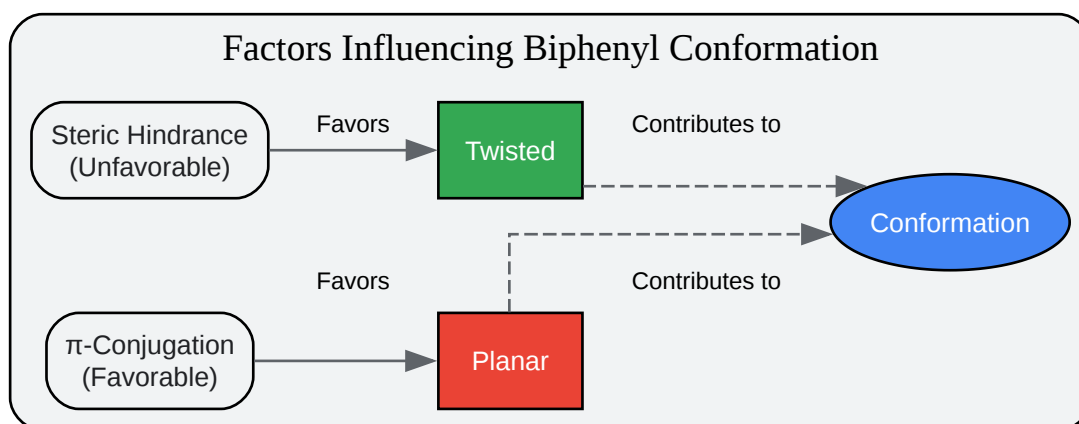 Factors Influencing Biphenyl Conformation
Steric Hindrance
(Unfavorable)
Favors
Twisted
Contributes to
Conformation
π-Conjugation
(Favorable)
Favors
Planar
Contributes to